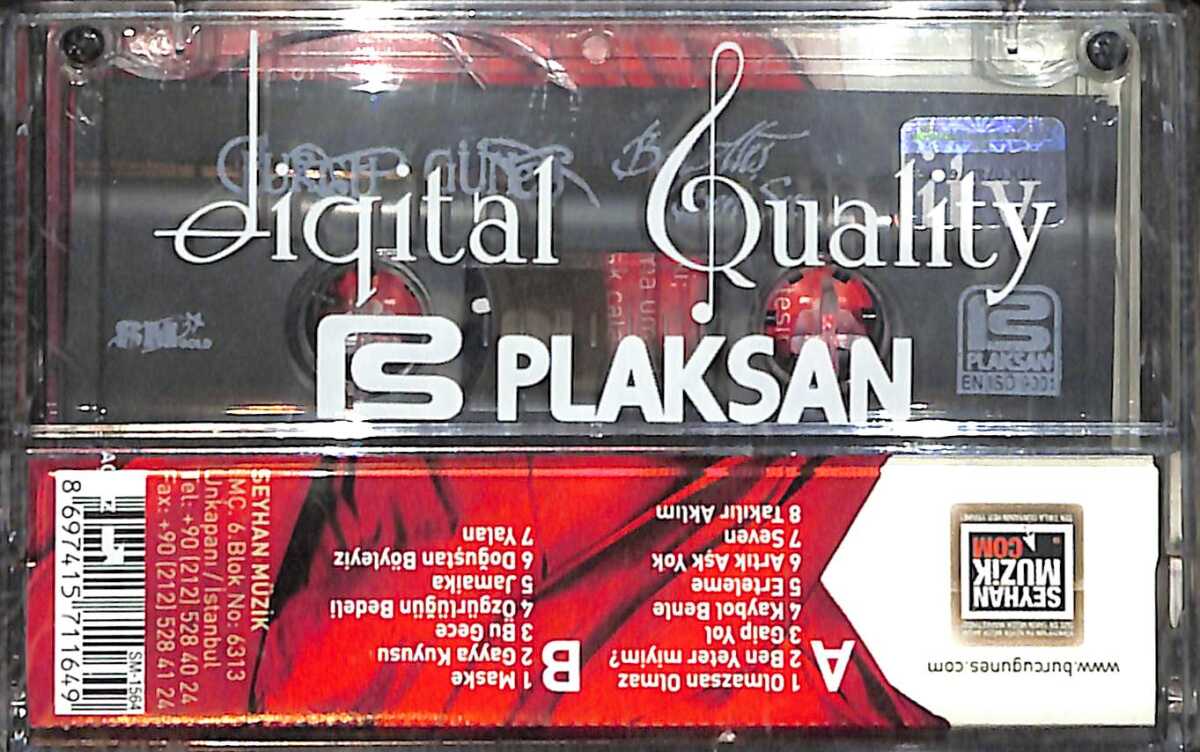 digital Quality
BURCU GÜNEŞ
PLAKSAN
GOLD
PLAKSAN
EN ISO 9001
A
1 Olmazsan Olmaz
2 Ben Yeter miyim?
3 Gaip Yol
4 Kaybol Benle
5 Erteleme
6 Artık Aşk Yok
7 Seven
8 Takılır Aklım
B
1 Maske
2 Gayya Kuyusu
3 Bu Gece
4 Özgürlüğün Bedeli
5 Jamaika
6 Doğuştan Böyleyiz
7 Yalan
SEYHAN MÜZİK
İMÇ. 6.Blok No: 6313
Unkapanı / İstanbul
Tel: +90 (212) 528 40 24
Fax: +90 (212) 528 41 24
SM-1564
8 697415 711649
SEYHAN
MÜZİK
.COM
www.burcugunes.com